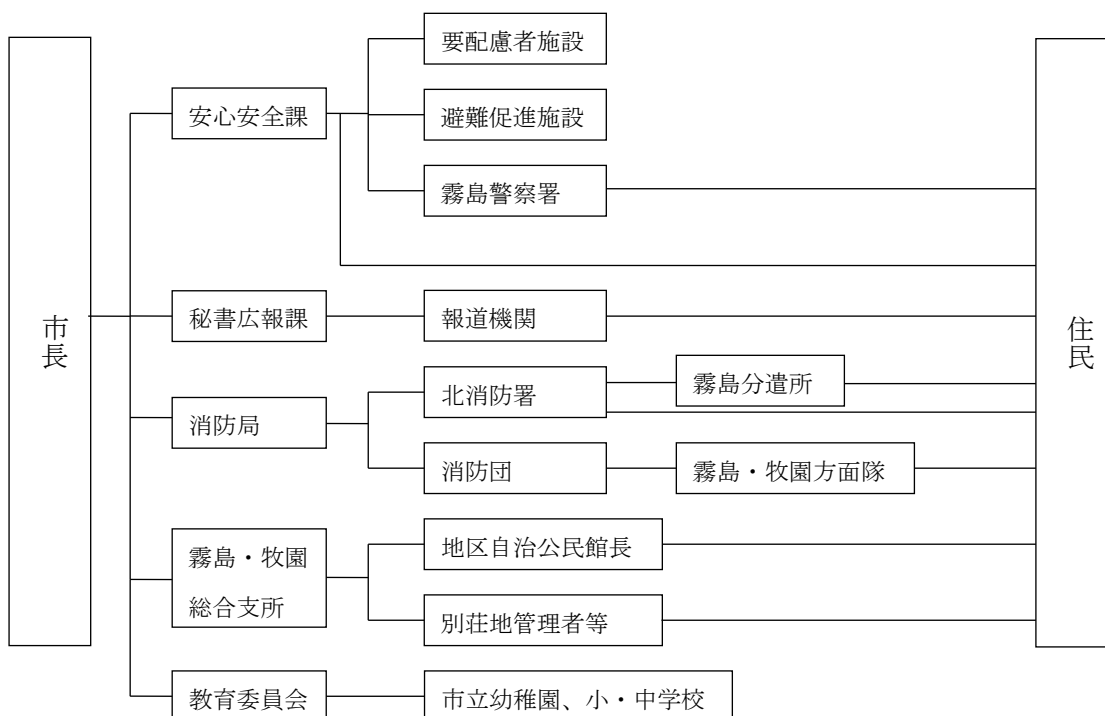 市長
安心安全課
要配慮者施設
避難促進施設
霧島警察署
秘書広報課
報道機関
消防局
北消防署
霧島分遣所
消防団
霧島・牧園方面隊
霧島・牧園
総合支所
地区自治公民館長
別荘地管理者等
教育委員会
市立幼稚園、小・中学校
住民